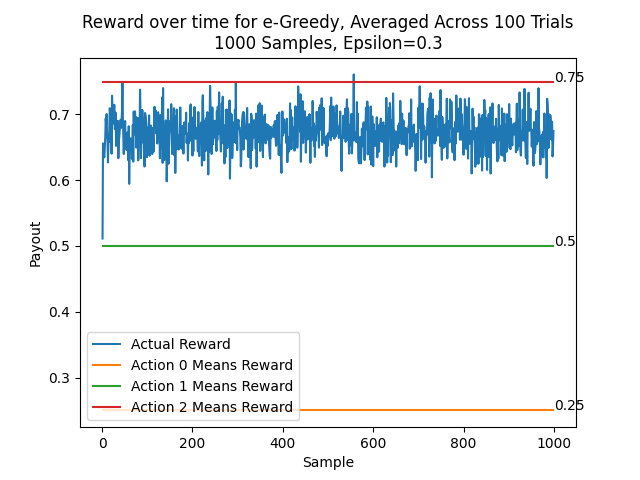 Reward over time for e-Greedy, Averaged Across 100 Trials
1000 Samples, Epsilon=0.3
0.75
0.7
0.6
0.5
0.5
0.4
0.3
0.25
Payout
Actual Reward
Action 0 Means Reward
Action 1 Means Reward
Action 2 Means Reward
0 200 400 600 800 1000
Sample